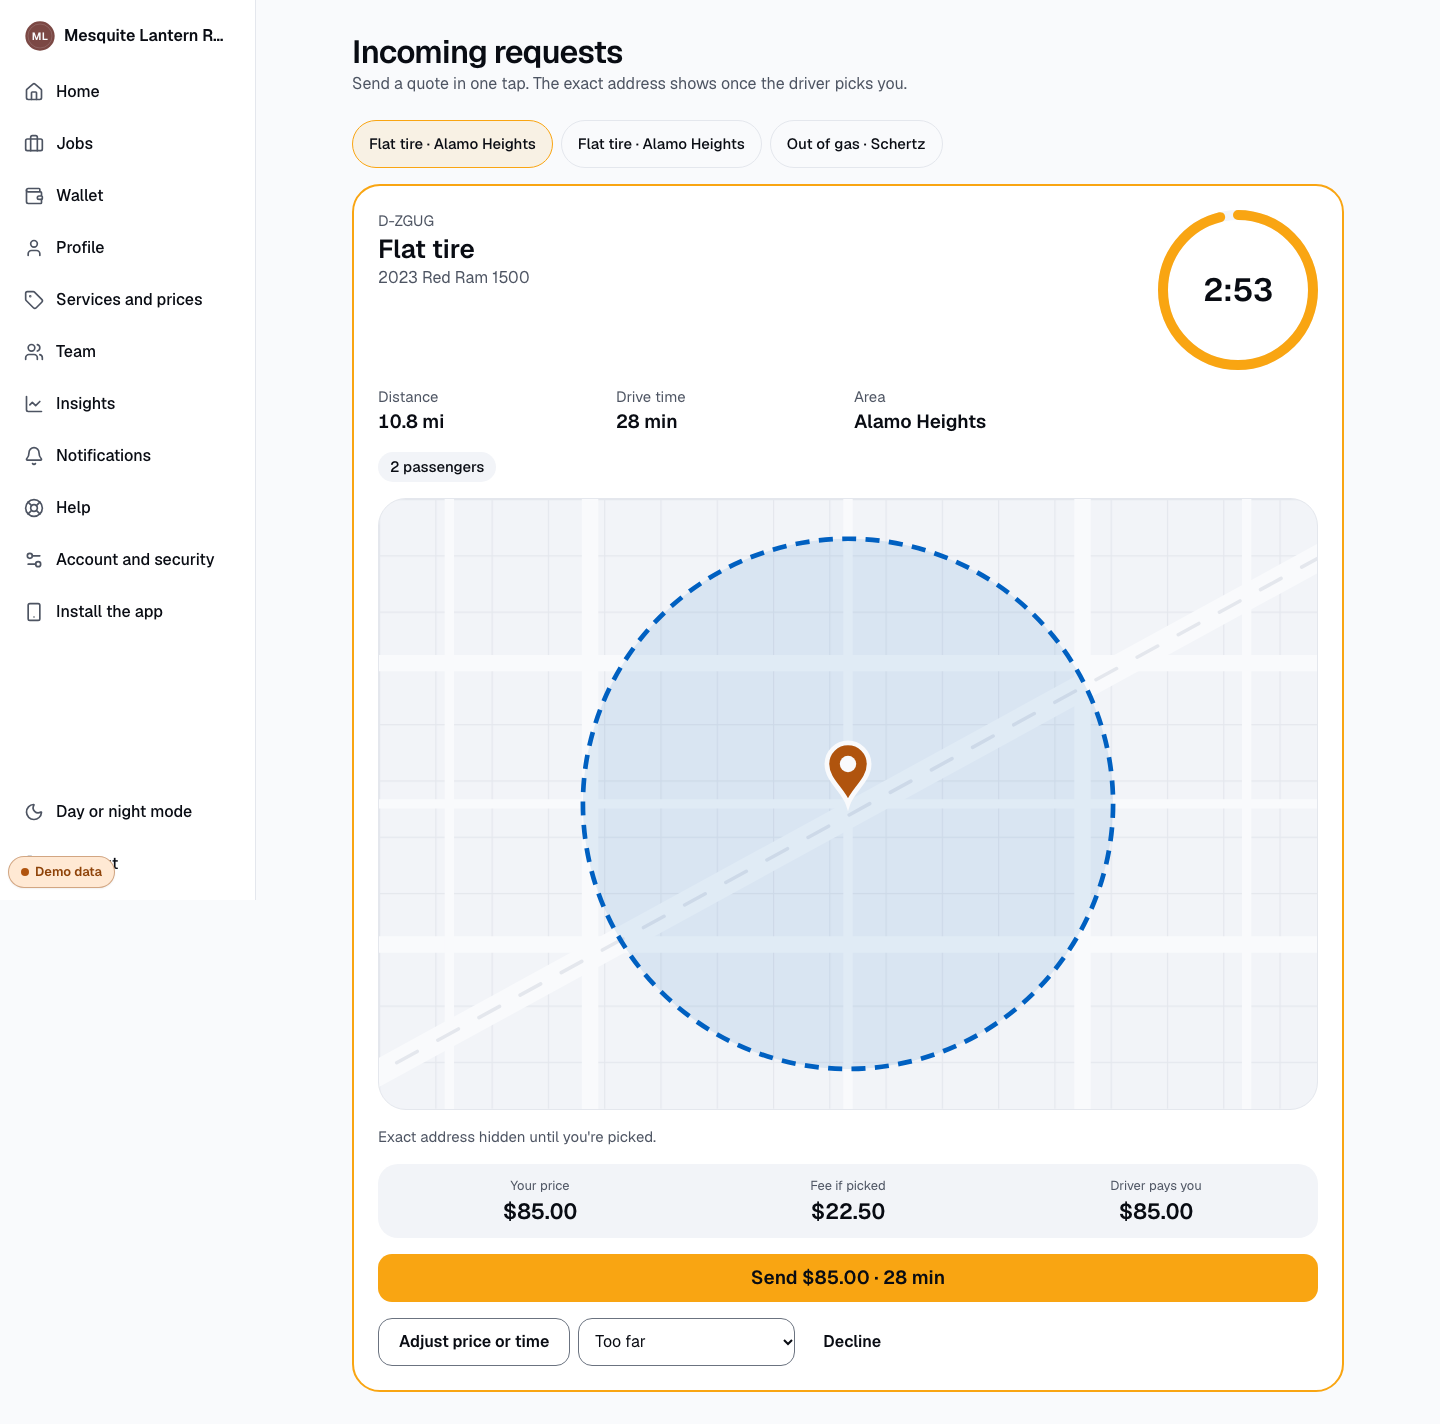 ML
Mesquite Lantern R...
Home
Jobs
Wallet
Profile
Services and prices
Team
Insights
Notifications
Help
Account and security
Install the app
Day or night mode
Demo data
Incoming requests
Send a quote in one tap. The exact address shows once the driver picks you.
Flat tire · Alamo Heights
Flat tire · Alamo Heights
Out of gas · Schertz
D-ZGUG
Flat tire
2023 Red Ram 1500
2:53
Distance
10.8 mi
Drive time
28 min
Area
Alamo Heights
2 passengers
Exact address hidden until you're picked.
Your price
$85.00
Fee if picked
$22.50
Driver pays you
$85.00
Send $85.00 · 28 min
Adjust price or time
Too far
Decline